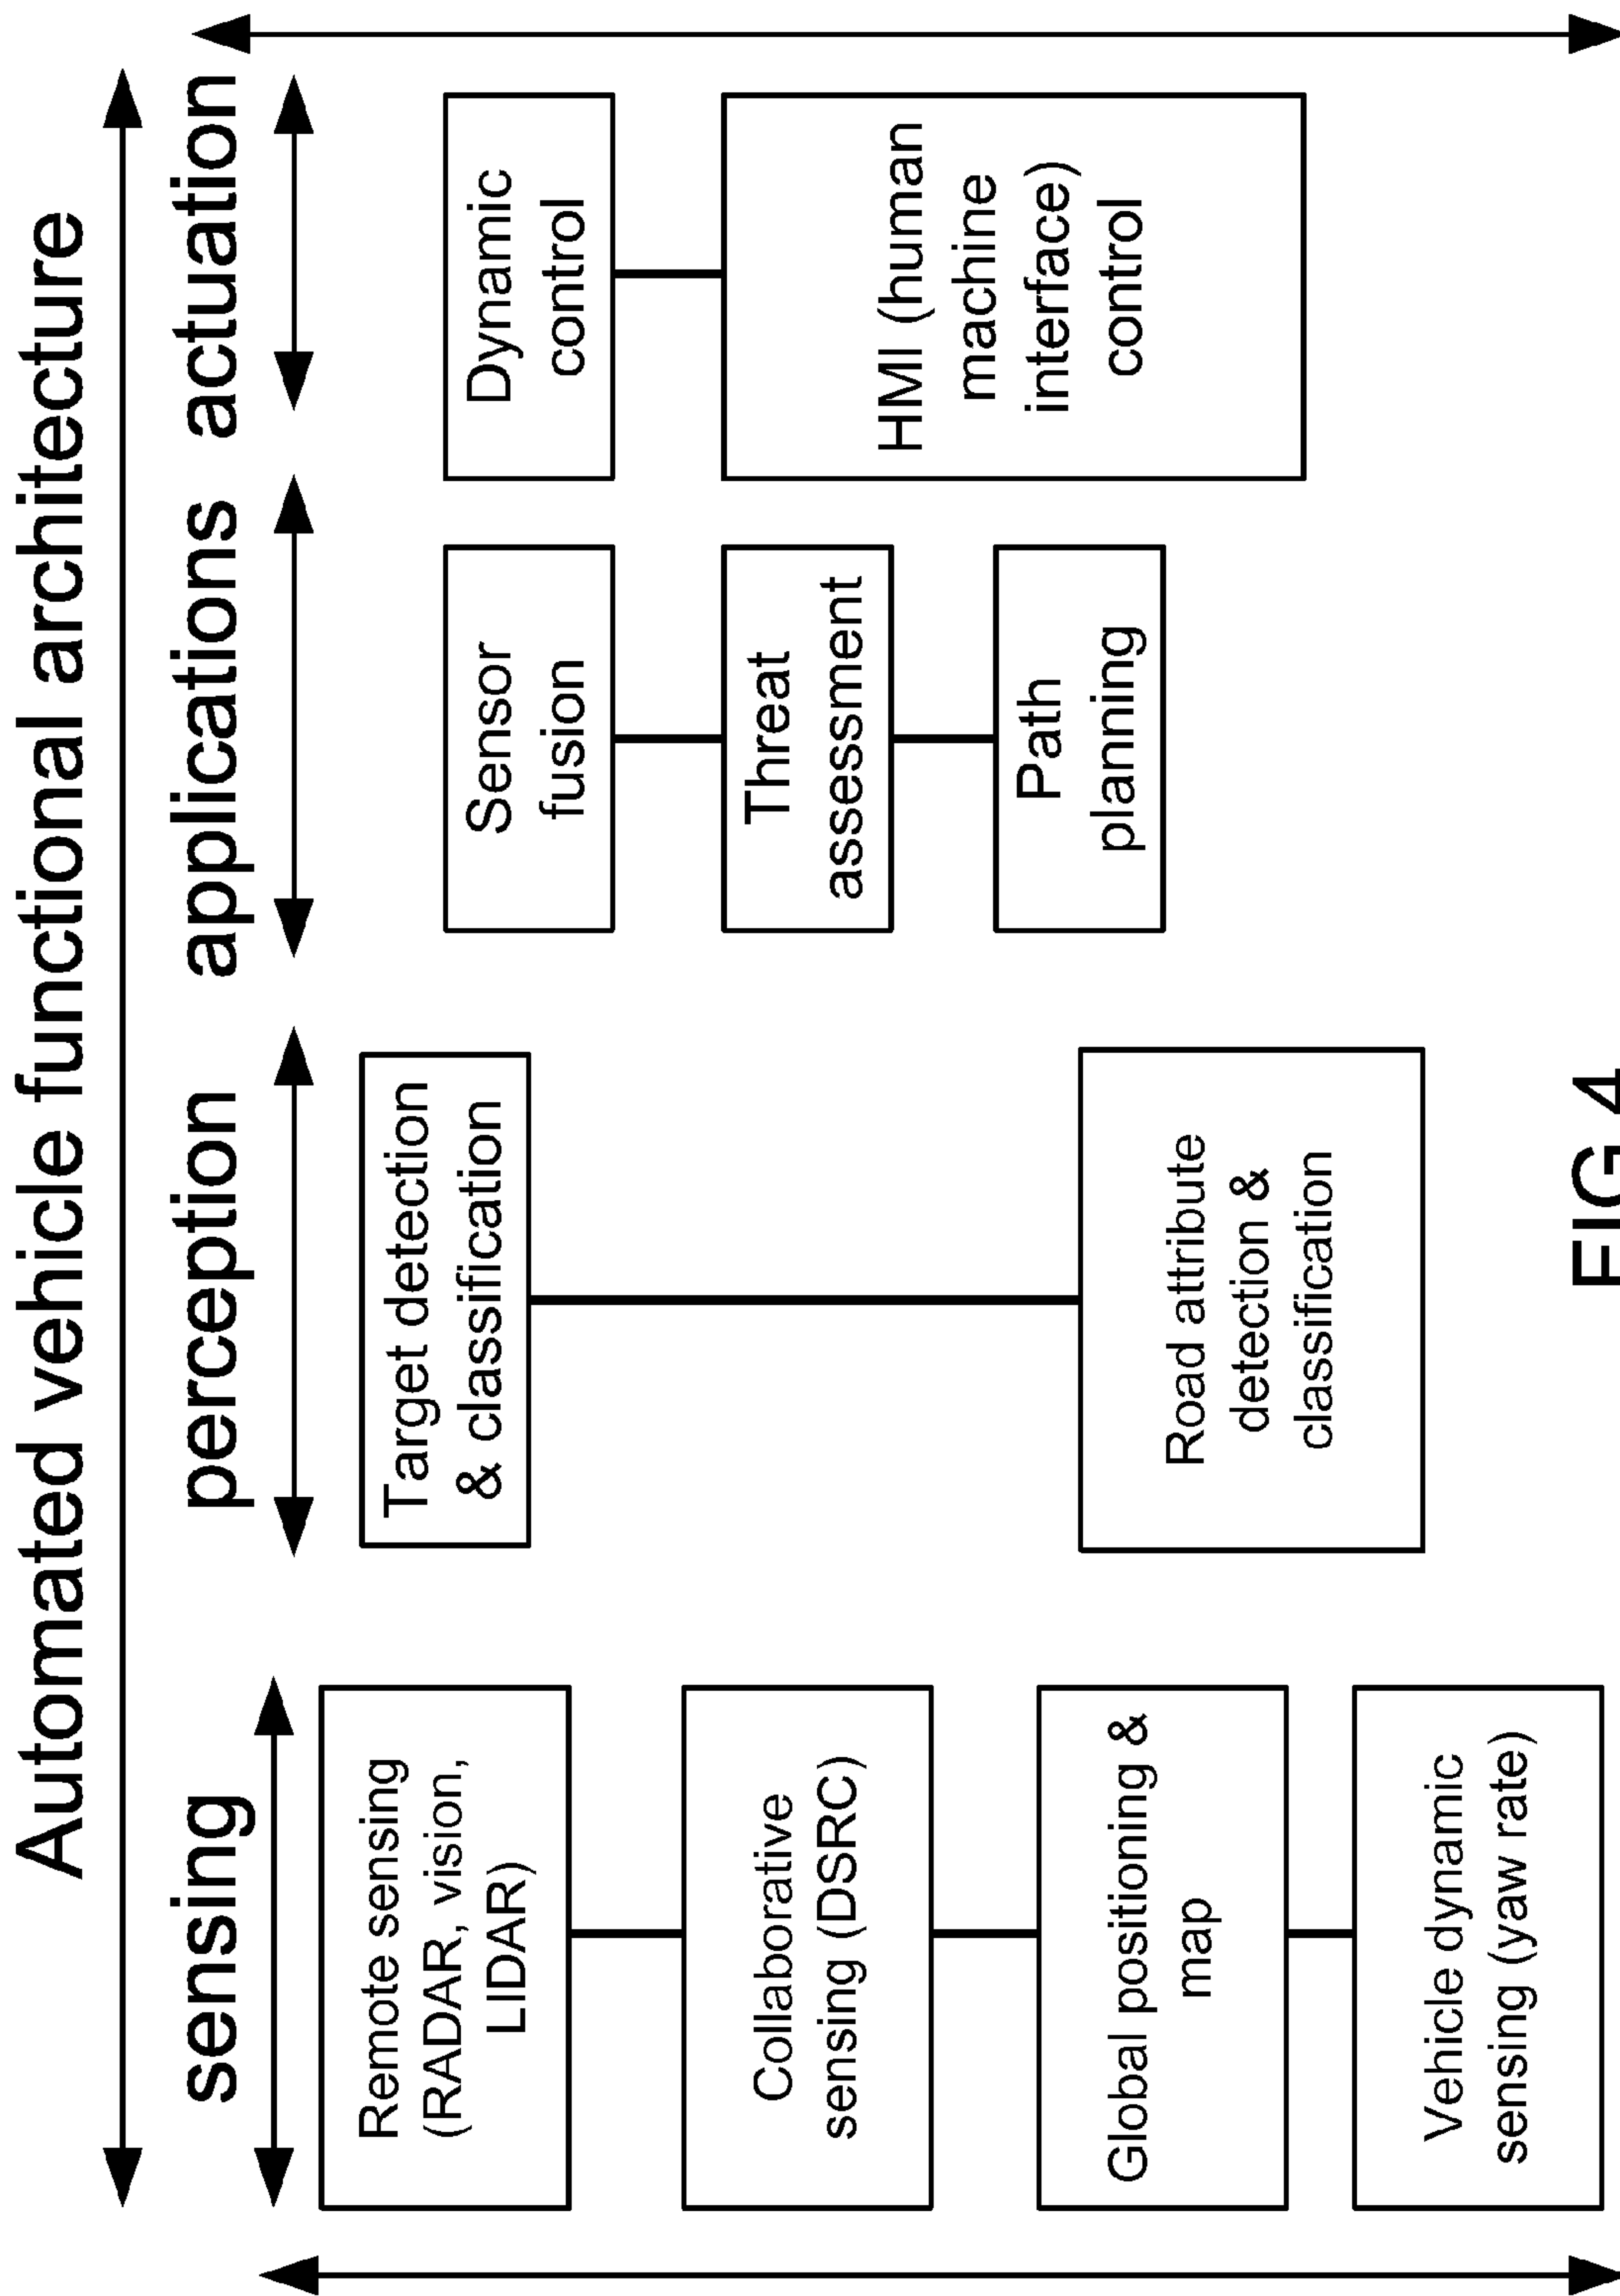 Automated vehicle functional architecture
sensing
perception
applications
actuation
Remote sensing
(RADAR, vision,
LIDAR)
Collaborative
sensing (DSRC)
Global positioning &
map
Vehicle dynamic
sensing (yaw rate)
Target detection
& classification
Road attribute
detection &
classification
Sensor
fusion
Threat
assessment
Path
planning
Dynamic
control
HMI (human
machine
interface)
control
FIG 4